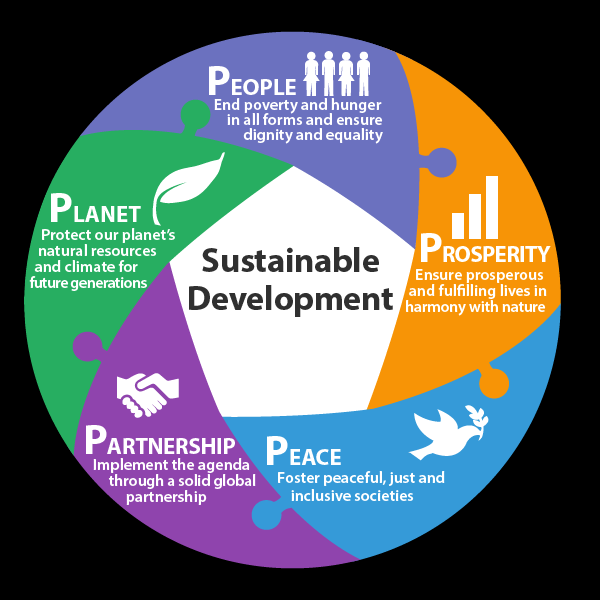 Sustainable
Development
PEOPLE
End poverty and hunger
in all forms and ensure
dignity and equality
PROSPERITY
Ensure prosperous
and fulfilling lives in
harmony with nature
PEACE
Foster peaceful, just and
inclusive societies
PARTNERSHIP
Implement the agenda
through a solid global
partnership
PLANET
Protect our planet's
natural resources
and climate for
future generations